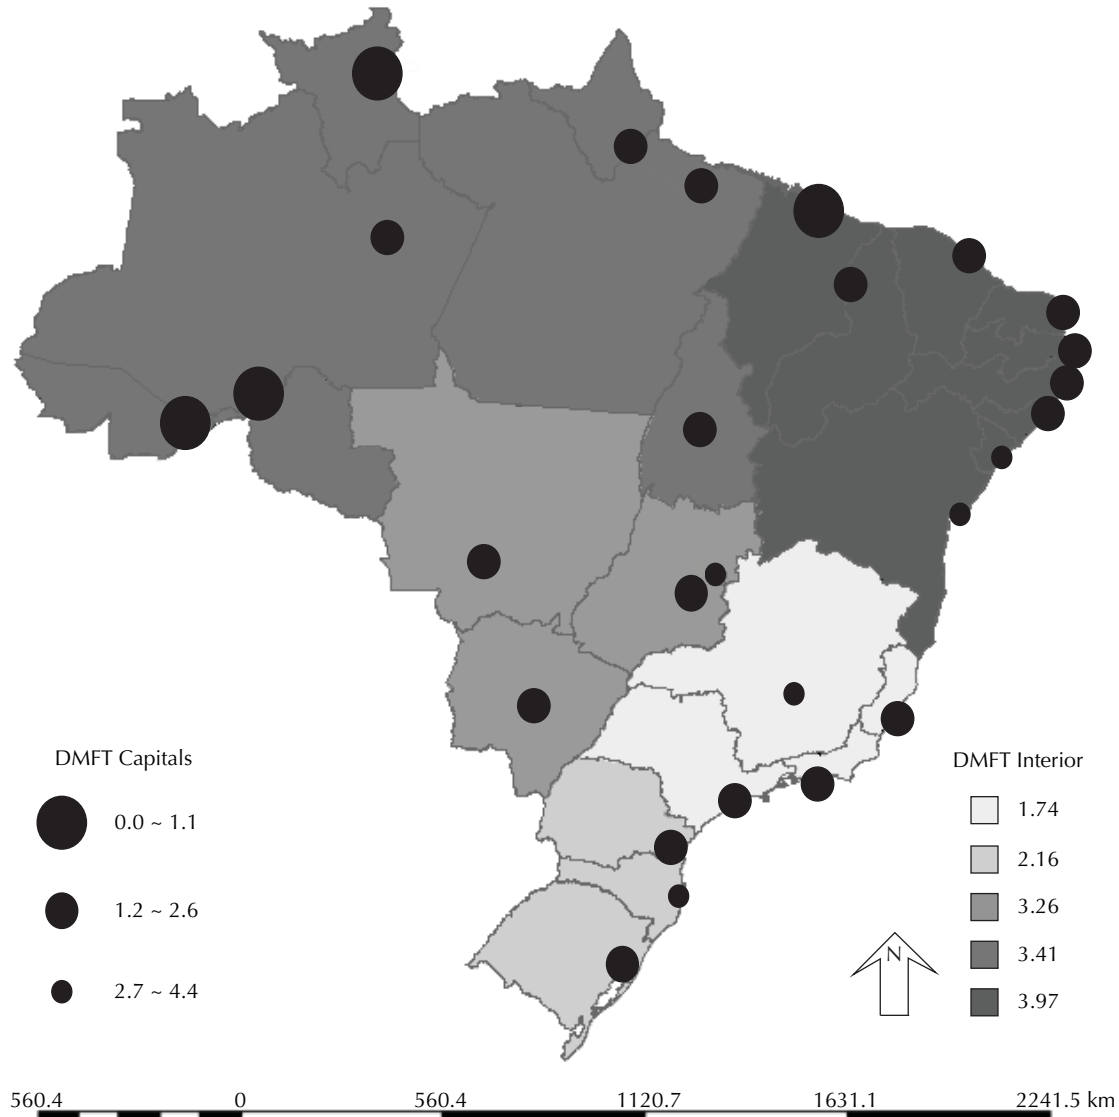 DMFT Capitals
0.0 ~ 1.1
1.2 ~ 2.6
2.7 ~ 4.4
DMFT Interior
1.74
2.16
3.26
3.41
3.97
N
560.4 0 560.4 1120.7 1631.1 2241.5 km